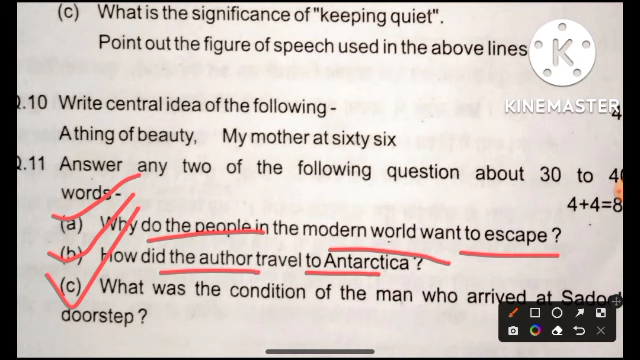 (c) What is the significance of "keeping quiet".
Point out the figure of speech used in the above lines
K
KINEMASTER
Q.10 Write central idea of the following - 4
A thing of beauty, My mother at sixty six
Q.11 Answer any two of the following question about 30 to 40
words- 4+4=8
(a) Why do the people in the modern world want to escape ?
(b) How did the author travel to Antarctica ?
(c) What was the condition of the man who arrived at
doorstep ?